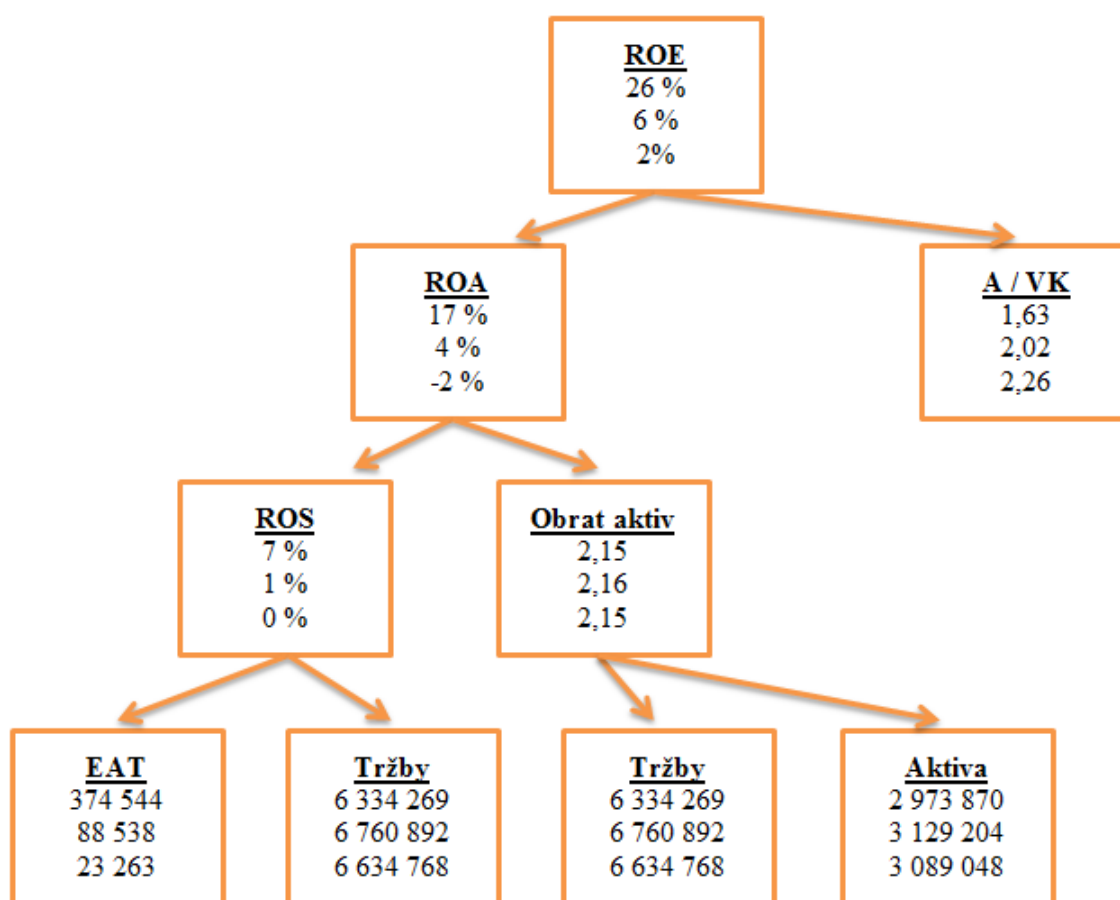 ROE
26 %
6 %
2%
ROA
17 %
4 %
-2 %
A / VK
1,63
2,02
2,26
ROS
7 %
1 %
0 %
Obrat aktiv
2,15
2,16
2,15
EAT
374 544
88 538
23 263
Tržby
6 334 269
6 760 892
6 634 768
Tržby
6 334 269
6 760 892
6 634 768
Aktiva
2 973 870
3 129 204
3 089 048